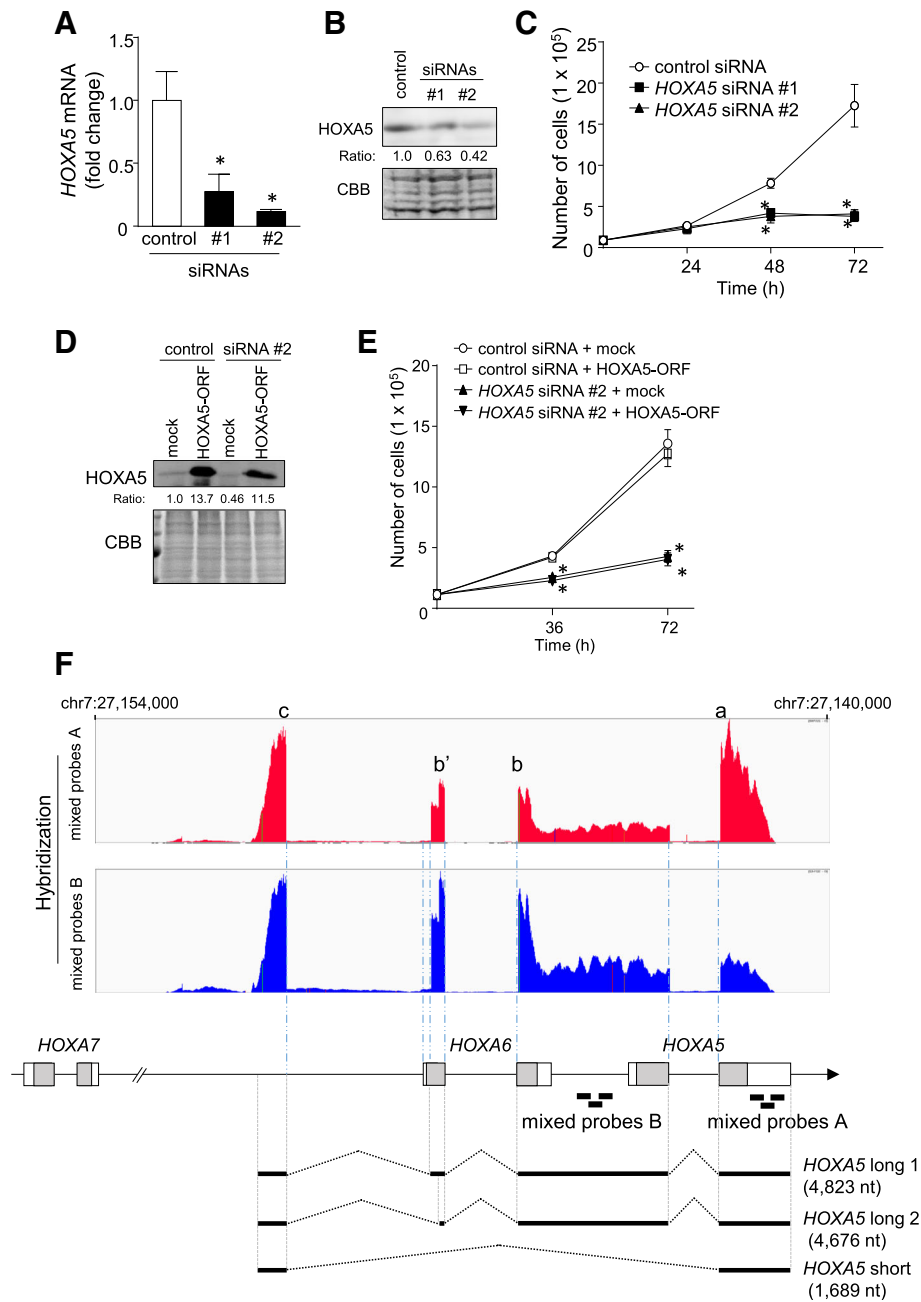 A
1.5
1.0
0.5
0
HOXA5 mRNA
(fold change)
*
*
control
#1
#2
siRNAs
B
control
siRNAs
#1
#2
HOXA5
Ratio:
1.0
0.63
0.42
CBB
C
25
20
15
10
5
0
Number of cells (1 x 10⁵)
control siRNA
HOXA5 siRNA #1
HOXA5 siRNA #2
*
*
*
*
24
48
72
Time (h)
D
control
siRNA #2
mock
HOXA5-ORF
mock
HOXA5-ORF
HOXA5
Ratio:
1.0
13.7
0.46
11.5
CBB
E
control siRNA + mock
control siRNA + HOXA5-ORF
HOXA5 siRNA #2 + mock
HOXA5 siRNA #2 + HOXA5-ORF
20
15
10
5
0
Number of cells (1 x 10⁵)
*
*
*
*
36
72
Time (h)
F
chr7:27,154,000
chr7:27,140,000
c
b'
b
a
Hybridization
mixed probes A
mixed probes B
HOXA7
HOXA6
HOXA5
mixed probes B
mixed probes A
HOXA5 long 1
(4,823 nt)
HOXA5 long 2
(4,676 nt)
HOXA5 short
(1,689 nt)